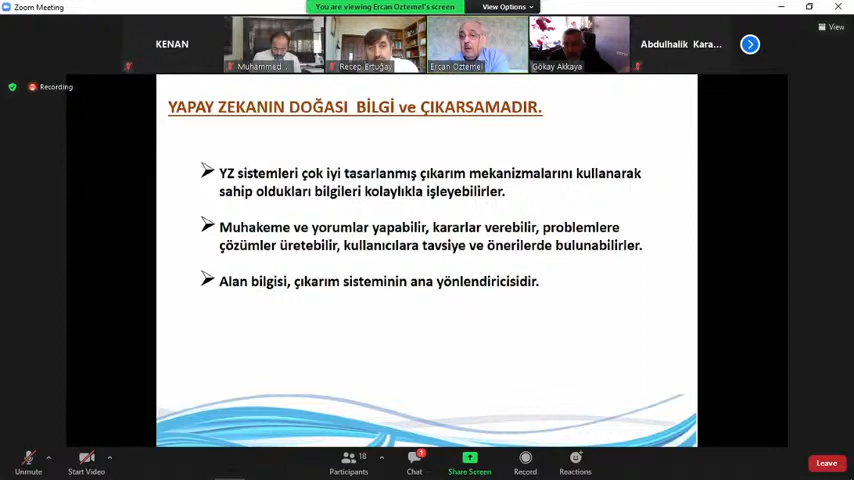 Zoom Meeting
You are viewing Ercan Oztemel's screen
View Options
KENAN
Muhammed ...
Recep Ertuğay
Ercan Oztemel
Gökay Akkaya
Abdulhalik Kara...
View
Recording
YAPAY ZEKANIN DOĞASI BİLGİ ve ÇIKARSAMADIR.
YZ sistemleri çok iyi tasarlanmış çıkarım mekanizmalarını kullanarak
sahip oldukları bilgileri kolaylıkla işleyebilirler.
Muhakeme ve yorumlar yapabilir, kararlar verebilir, problemlere
çözümler üretebilir, kullanıcılara tavsiye ve önerilerde bulunabilirler.
Alan bilgisi, çıkarım sisteminin ana yönlendiricisidir.
Unmute
Start Video
Participants
18
Chat
1
Share Screen
Record
Reactions
Leave